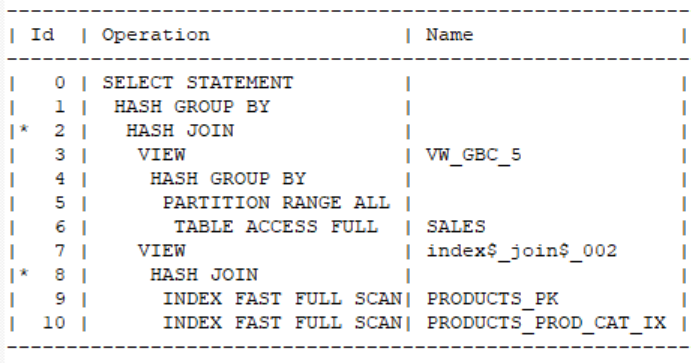 -----------------------------------------------------------
| Id  | Operation                | Name                   |
-----------------------------------------------------------
|   0 | SELECT STATEMENT         |                        |
|   1 |  HASH GROUP BY           |                        |
|*  2 |   HASH JOIN              |                        |
|   3 |    VIEW                  | VW_GBC_5               |
|   4 |     HASH GROUP BY        |                        |
|   5 |      PARTITION RANGE ALL |                        |
|   6 |       TABLE ACCESS FULL  | SALES                  |
|   7 |    VIEW                  | index$_join$_002       |
|*  8 |     HASH JOIN            |                        |
|   9 |      INDEX FAST FULL SCAN| PRODUCTS_PK            |
|  10 |      INDEX FAST FULL SCAN| PRODUCTS_PROD_CAT_IX   |
-----------------------------------------------------------